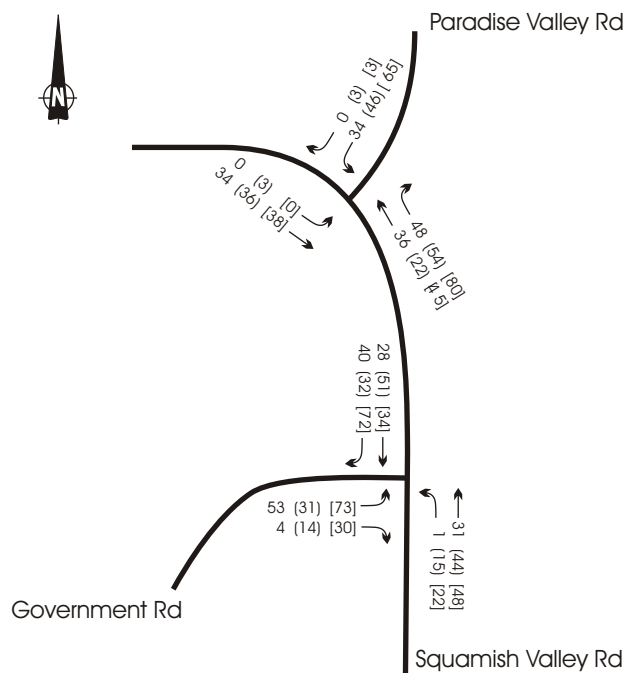 Paradise Valley Rd
N
0 (3) [3]
34 (46) [65]
0 (3) [0]
34 (36) [38]
48 (54) [80]
36 (22) [45]
28 (51) [34]
40 (32) [72]
53 (31) [73]
4 (14) [30]
31 (44) [48]
1 (15) [22]
Government Rd
Squamish Valley Rd